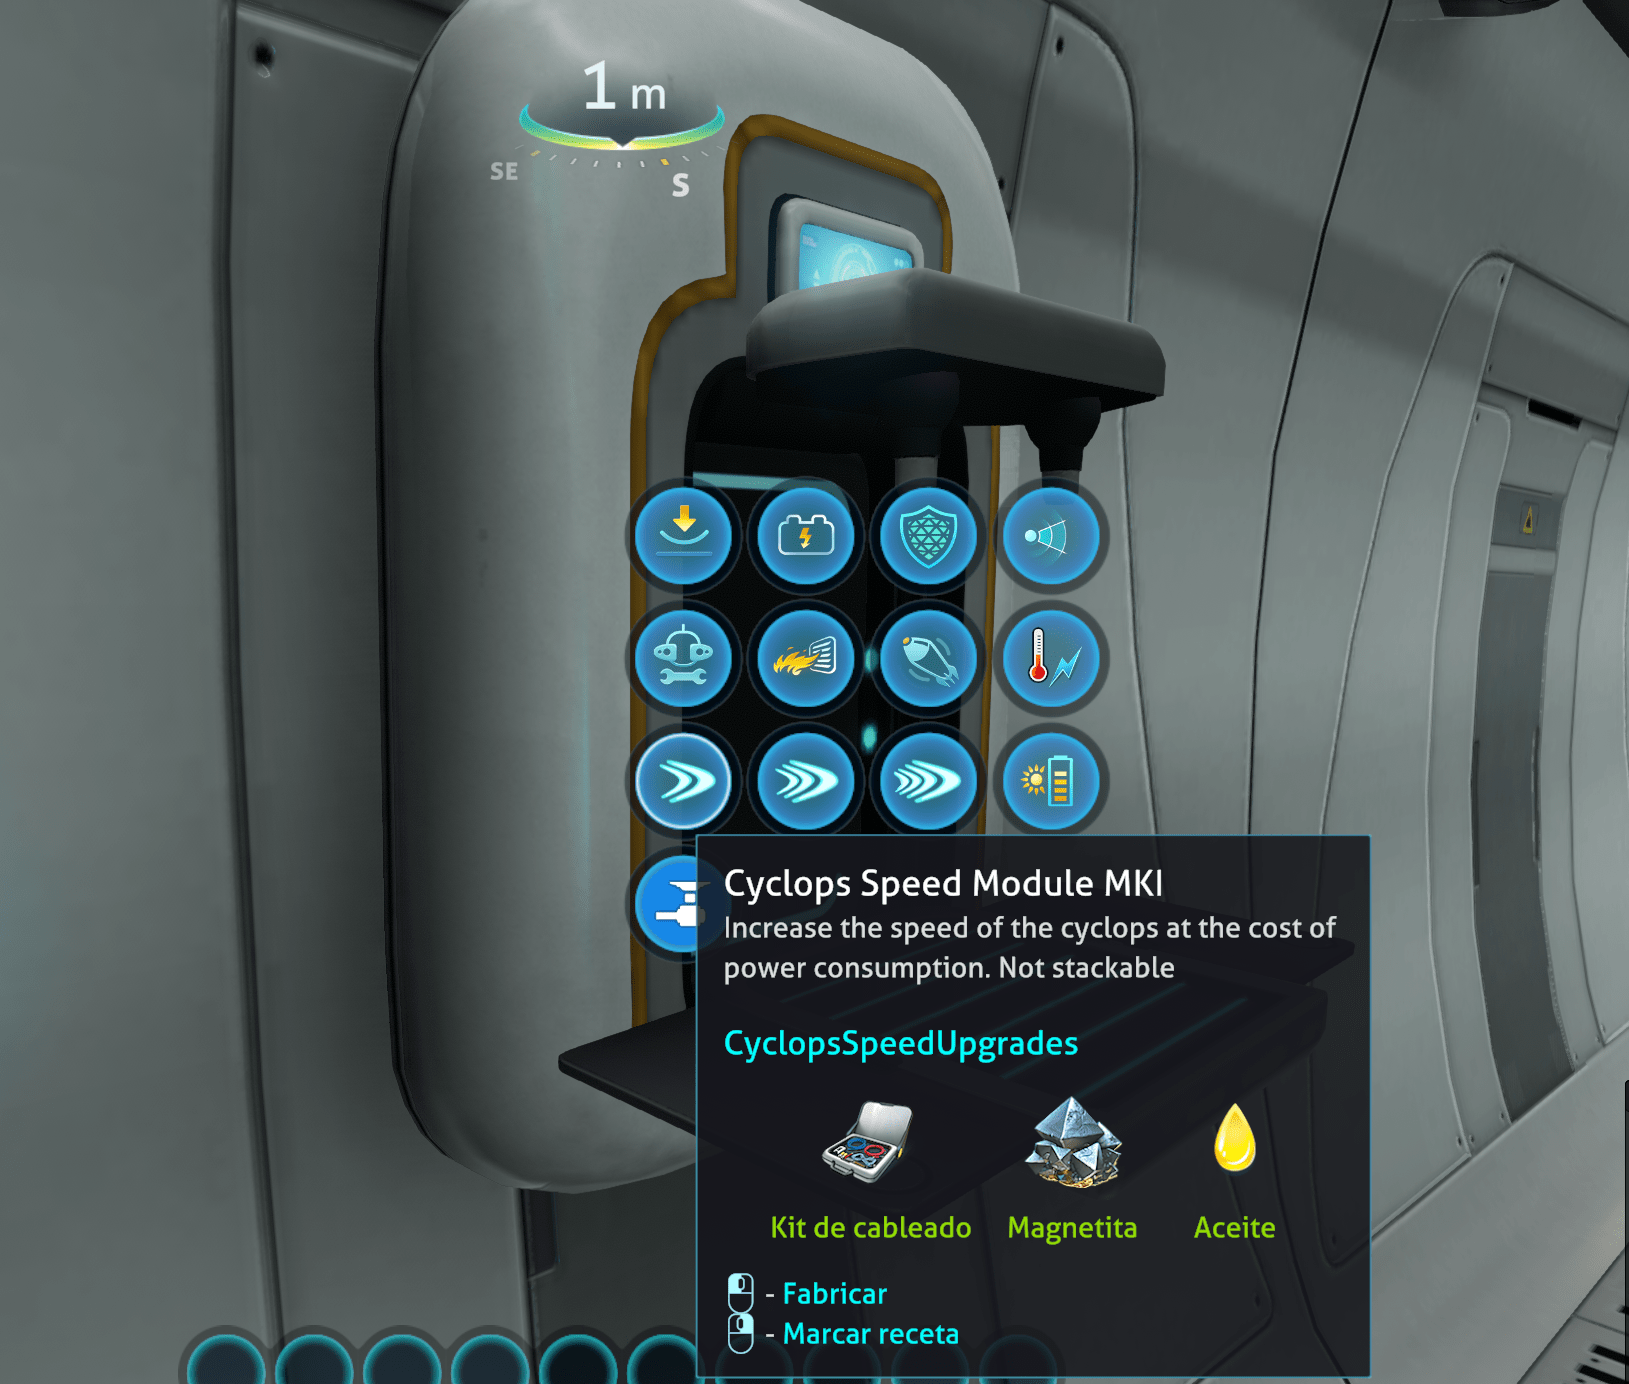 1 m
SE
S
Cyclops Speed Module MKI
Increase the speed of the cyclops at the cost of
power consumption. Not stackable
CyclopsSpeedUpgrades
Kit de cableado
Magnetita
Aceite
- Fabricar
- Marcar receta